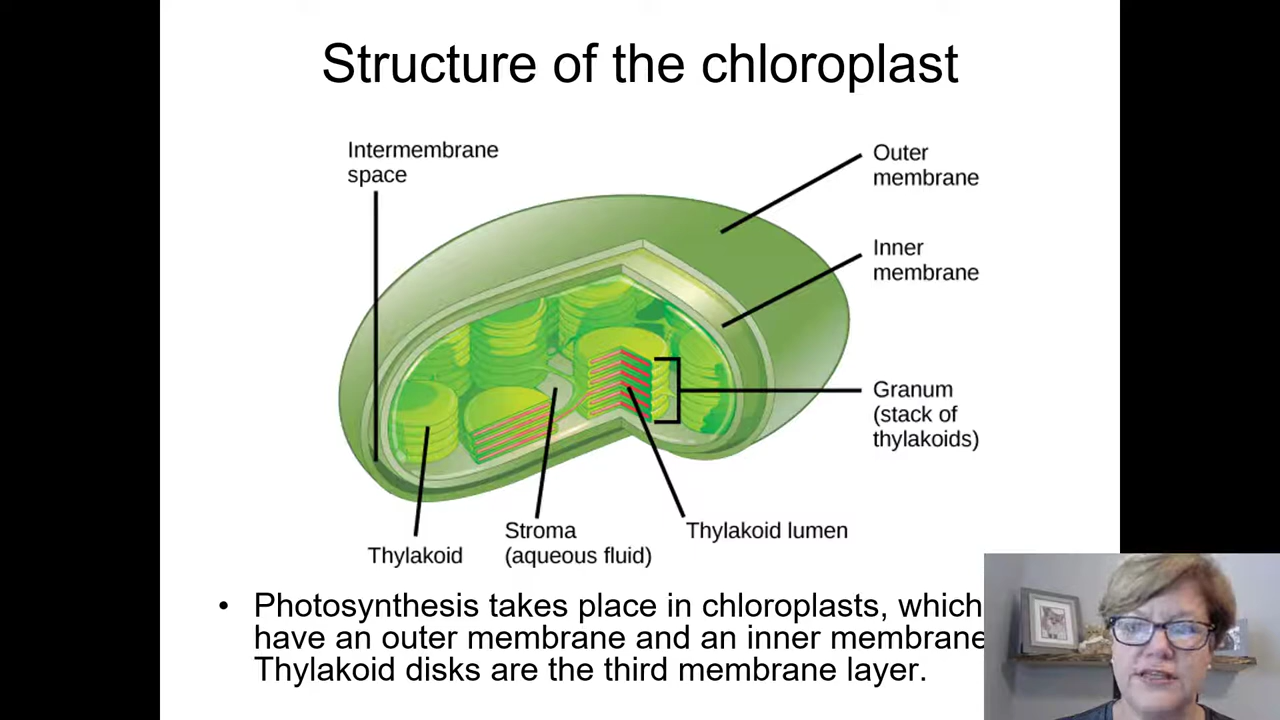 Structure of the chloroplast
Intermembrane
space
Outer
membrane
Inner
membrane
Granum
(stack of
thylakoids)
Stroma
(aqueous fluid)
Thylakoid lumen
Thylakoid
• Photosynthesis takes place in chloroplasts, which
have an outer membrane and an inner membrane
Thylakoid disks are the third membrane layer.